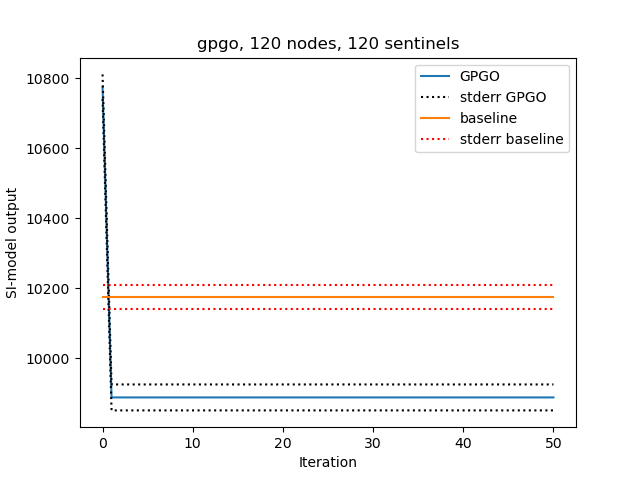 gpgo, 120 nodes, 120 sentinels
GPGO
stderr GPGO
baseline
stderr baseline
SI-model output
10800
10600
10400
10200
10000
0 10 20 30 40 50
Iteration